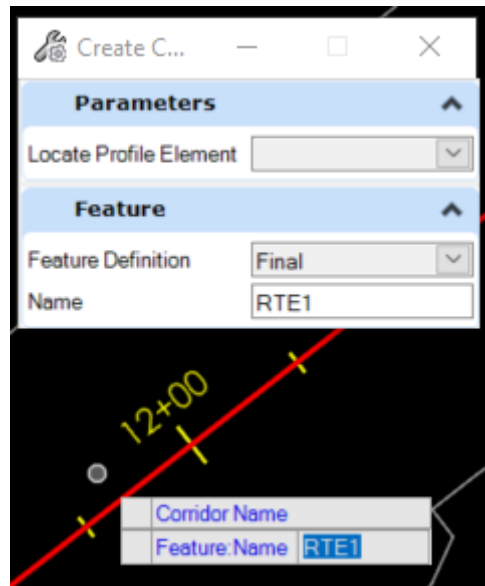 Create C...
Parameters
Locate Profile Element
Feature
Feature Definition Final
Name RTE1
12+00
Corridor Name
Feature:Name RTE1